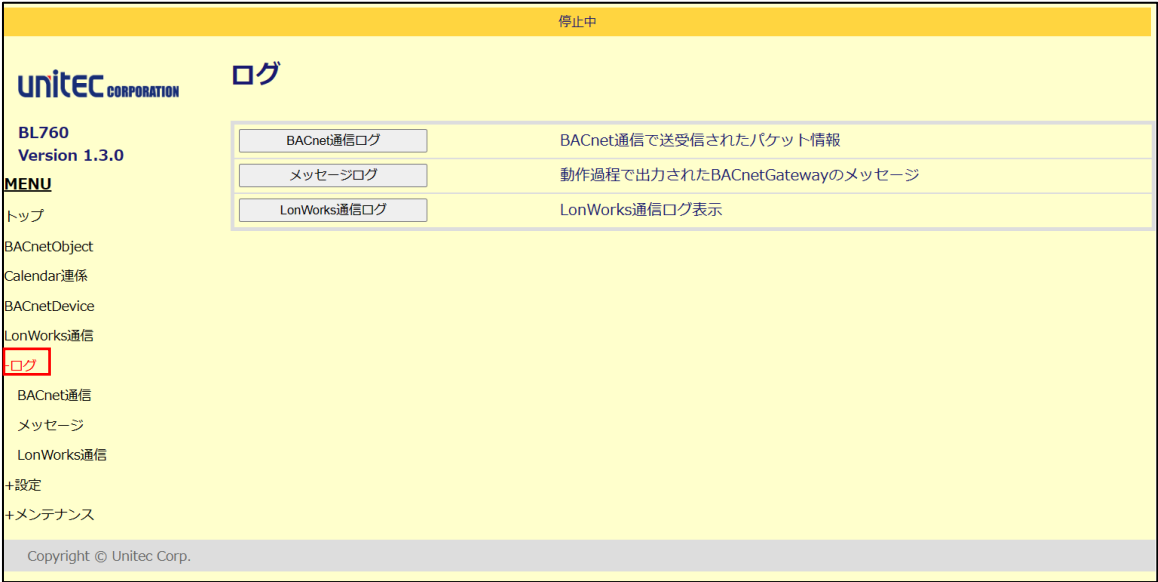 停止中
unitec CORPORATION
BL760
Version 1.3.0
MENU
トップ
BACnetObject
Calendar連係
BACnetDevice
LonWorks通信
-ログ
BACnet通信
メッセージ
LonWorks通信
+設定
+メンテナンス
ログ
BACnet通信ログ BACnet通信で送受信されたパケット情報
メッセージログ 動作過程で出力されたBACnetGatewayのメッセージ
LonWorks通信ログ LonWorks通信ログ表示
Copyright © Unitec Corp.